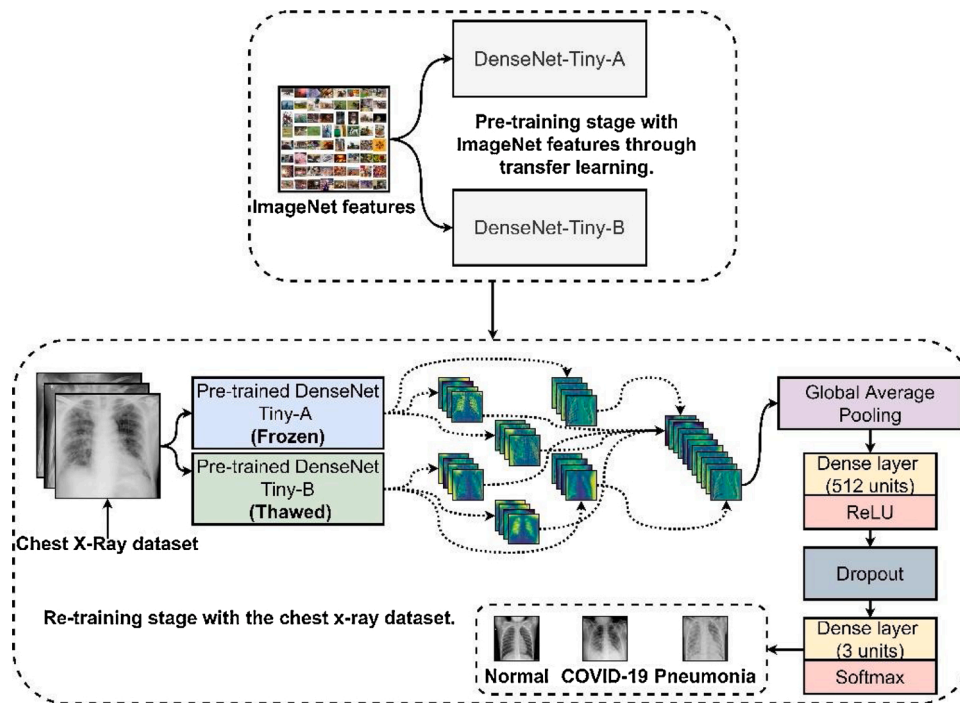 DenseNet-Tiny-A
Pre-training stage with
ImageNet features through
transfer learning.
ImageNet features
DenseNet-Tiny-B
Pre-trained DenseNet
Tiny-A
(Frozen)
Pre-trained DenseNet
Tiny-B
(Thawed)
Chest X-Ray dataset
Global Average
Pooling
Dense layer
(512 units)
ReLU
Dropout
Dense layer
(3 units)
Softmax
Re-training stage with the chest x-ray dataset.
Normal COVID-19 Pneumonia